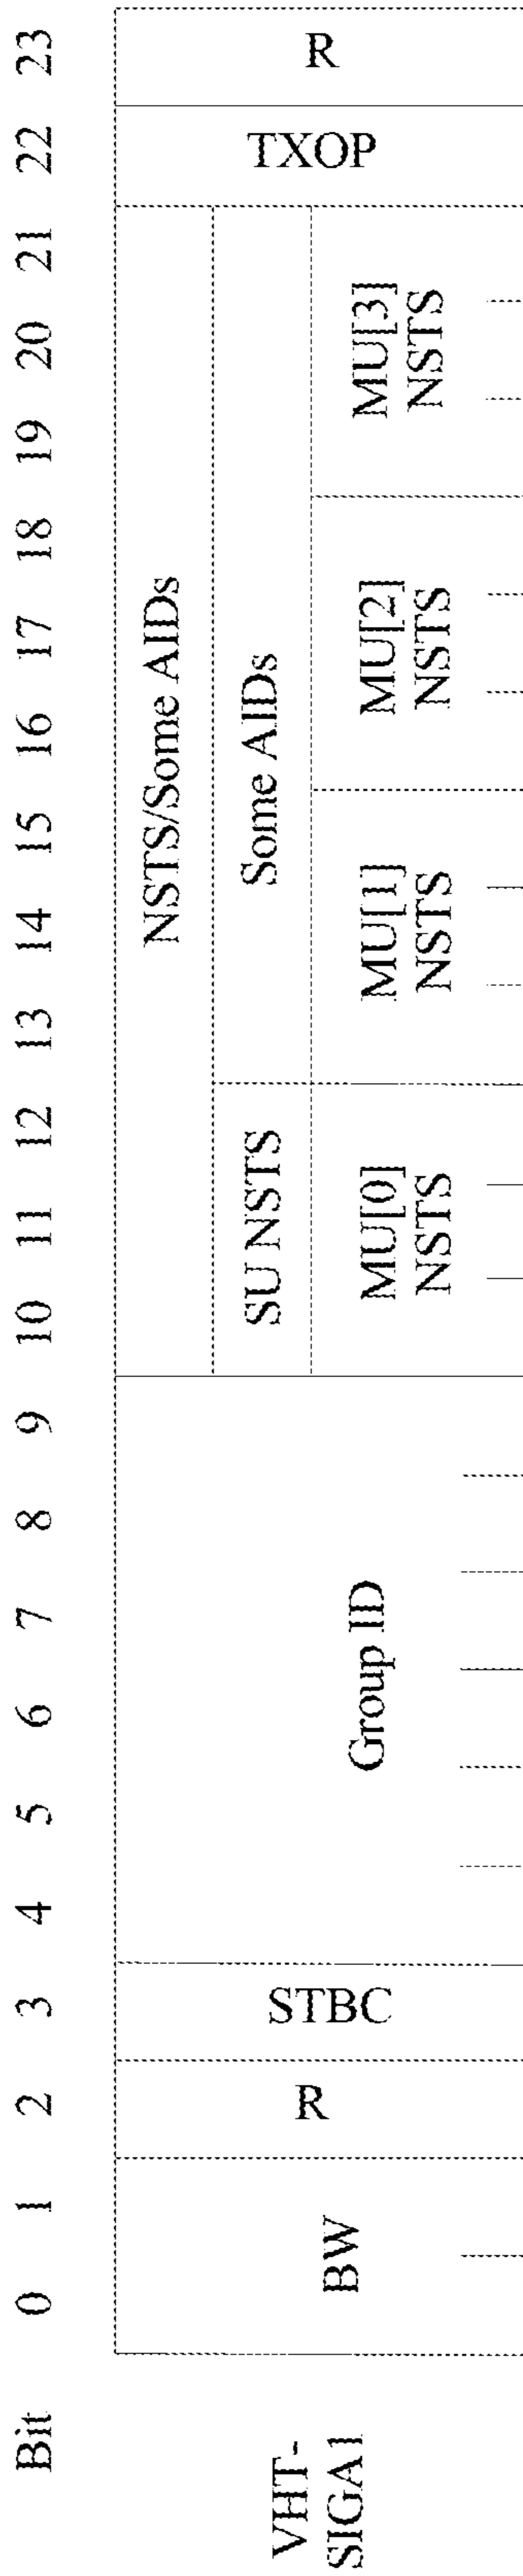 Bit 0 1 2 3 4 5 6 7 8 9 10 11 12 13 14 15 16 17 18 19 20 21 22 23
VHT-
SIGA1
BW
R
STBC
Group ID
NSTS/Some AIDs
SU NSTS
Some AIDs
MU[0]
NSTS
MU[1]
NSTS
MU[2]
NSTS
MU[3]
NSTS
TXOP
R